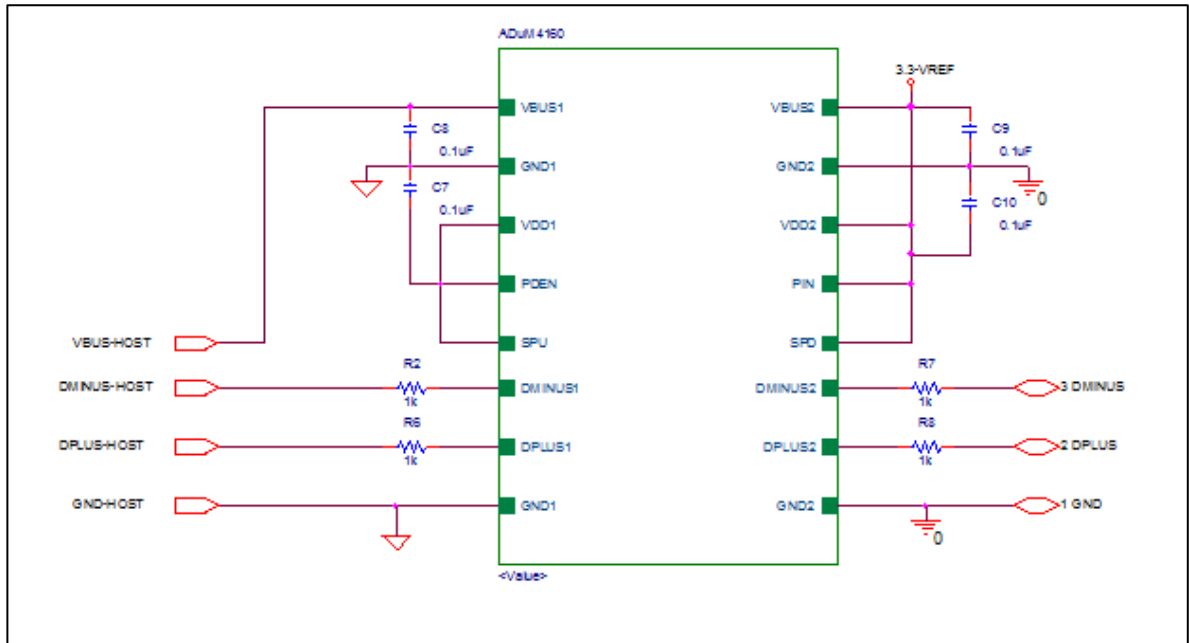 ADuM4160
3.3-VREF
VBUS1
VBUS2
C8
0.1uF
C9
0.1uF
GND1
GND2
C7
0.1uF
C10
0.1uF
0
VDD1
VDD2
PDEN
PIN
VBUS-HOST
SPU
SPD
R2
R7
DMINUS-HOST
1k
DMINUS1
DMINUS2
1k
3 DMINUS
R6
R8
DPLUS-HOST
1k
DPLUS1
DPLUS2
1k
2 DPLUS
GND-HOST
GND1
GND2
1 GND
0
<Value>